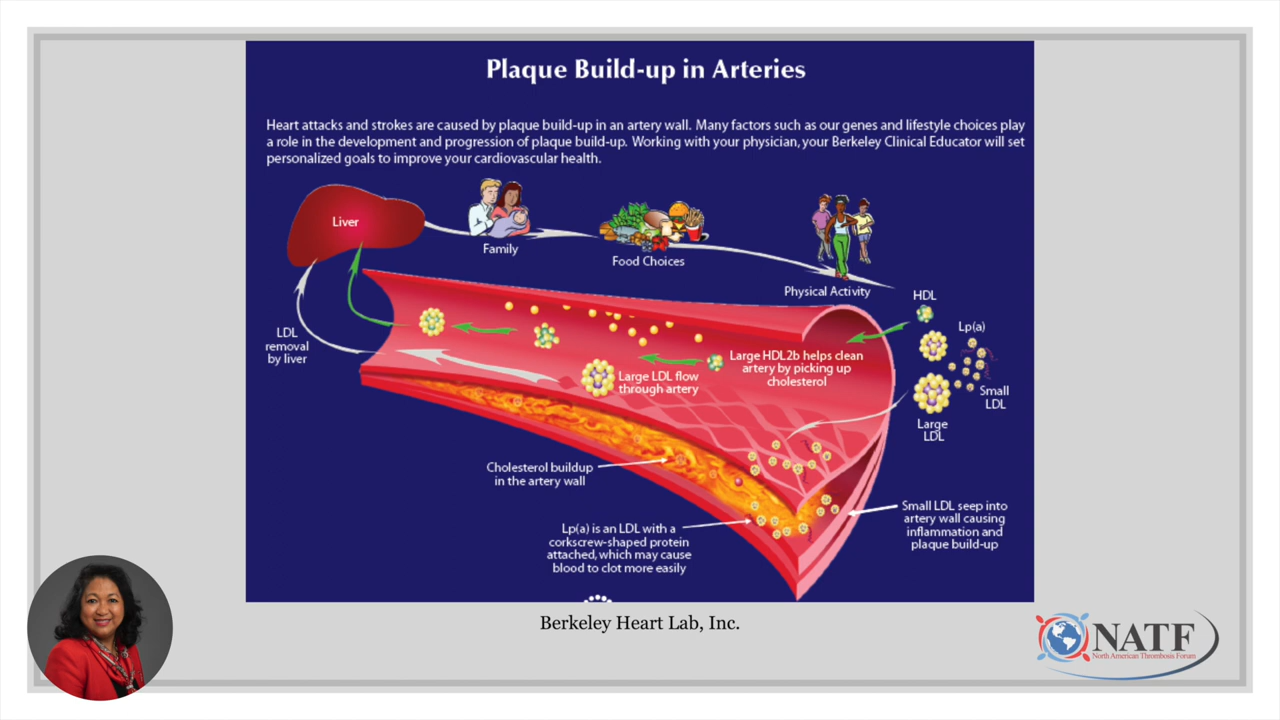 Plaque Build-up in Arteries
Heart attacks and strokes are caused by plaque build-up in an artery wall. Many factors such as our genes and lifestyle choices play
a role in the development and progression of plaque build-up. Working with your physician, your Berkeley Clinical Educator will set
personalized goals to improve your cardiovascular health.
Liver
Family
Food Choices
Physical Activity
HDL
Lp(a)
Small
LDL
Large
LDL
LDL
removal
by liver
Large HDL2b helps clean
artery by picking up
cholesterol
Large LDL flow
through artery
Cholesterol buildup
in the artery wall
Lp(a) is an LDL with a
corkscrew-shaped protein
attached, which may cause
blood to clot more easily
Small LDL seep into
artery wall causing
inflammation and
plaque build-up
Berkeley Heart Lab, Inc.
NATF
North American Thrombosis Forum